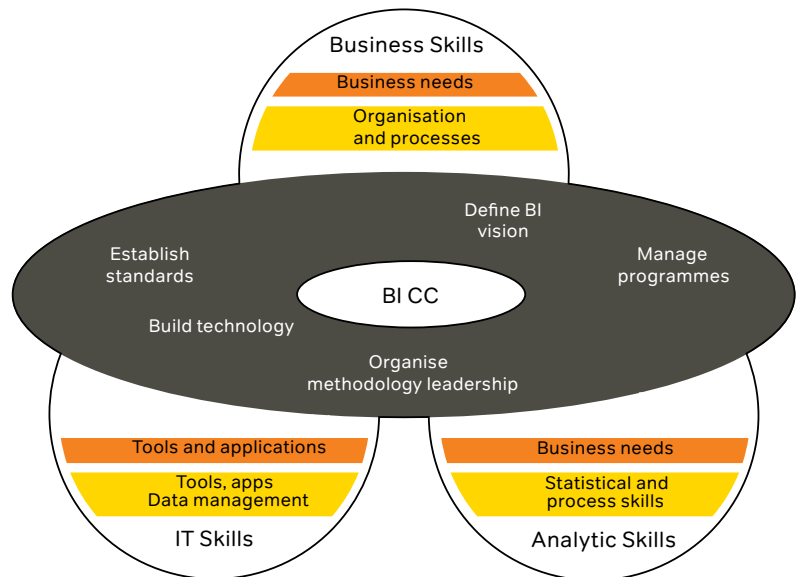 Business Skills
Business needs
Organisation
and processes
Define BI
vision
Establish
standards
Manage
programmes
BI CC
Build technology
Organise
methodology leadership
Tools and applications
Tools, apps
Data management
IT Skills
Business needs
Statistical and
process skills
Analytic Skills